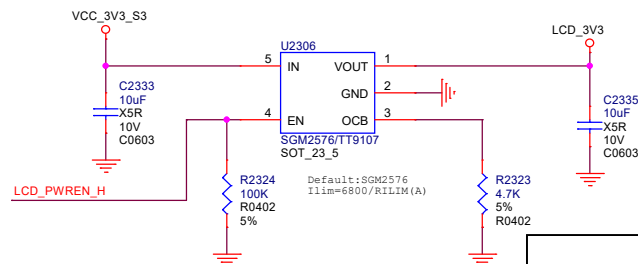 VCC_3V3_S3
LCD_3V3
U2306
5 IN VOUT 1
GND 2
4 EN OCB 3
SGM2576/TT9107
SOT_23_5
C2333
10uF
X5R
10V
C0603
C2335
10uF
X5R
10V
C0603
LCD_PWREN_H
R2324
100K
R0402
5%
Default:SGM2576
Ilim=6800/RILIM(A)
R2323
4.7K
5%
R0402